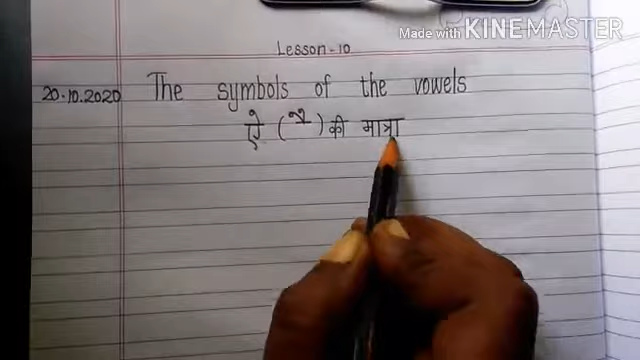 Made with KINEMASTER
Lesson-10
20.10.2020 The symbols of the vowels
ऐ ( ै ) की मात्रा